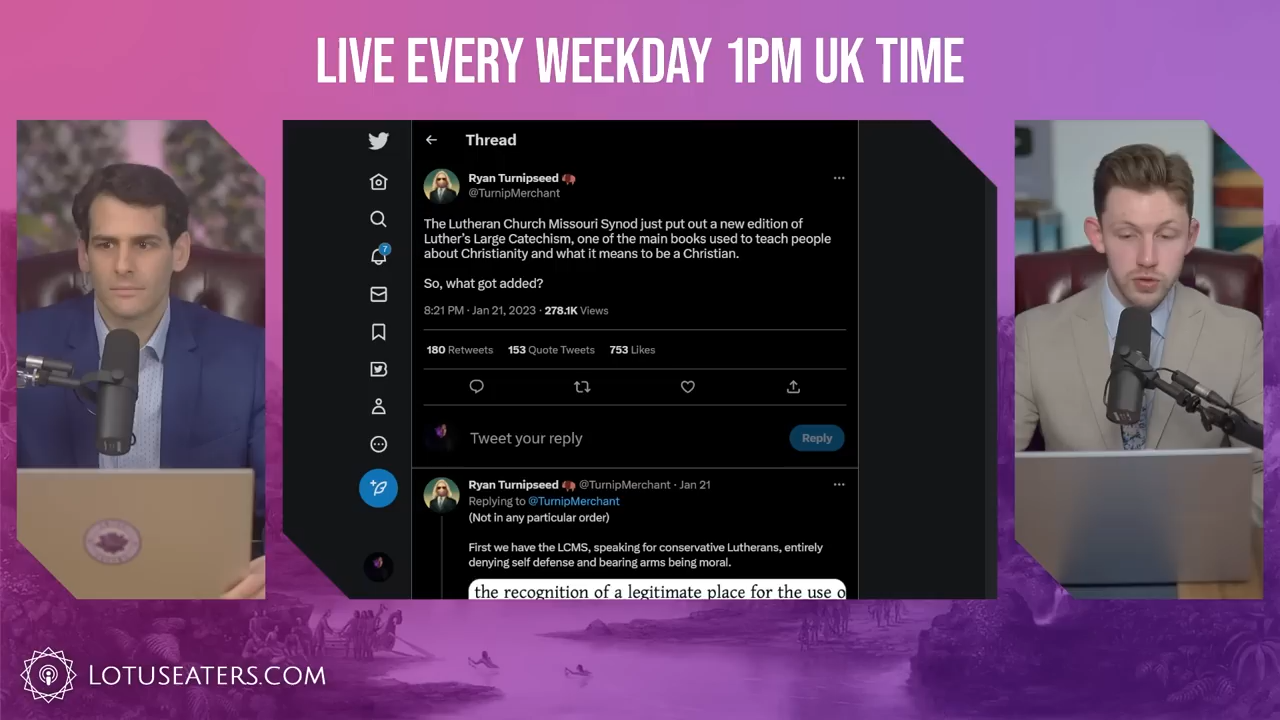 LIVE EVERY WEEKDAY 1PM UK TIME
Thread
Ryan Turnipseed
@TurnipMerchant
The Lutheran Church Missouri Synod just put out a new edition of
Luther's Large Catechism, one of the main books used to teach people
about Christianity and what it means to be a Christian.
So, what got added?
8:21 PM · Jan 21, 2023 · 278.1K Views
180 Retweets 153 Quote Tweets 753 Likes
7
Tweet your reply
Reply
Ryan Turnipseed @TurnipMerchant · Jan 21
Replying to @TurnipMerchant
(Not in any particular order)
First we have the LCMS, speaking for conservative Lutherans, entirely
denying self defense and bearing arms being moral.
the recognition of a legitimate place for the use o
LOTUSEATERS.COM